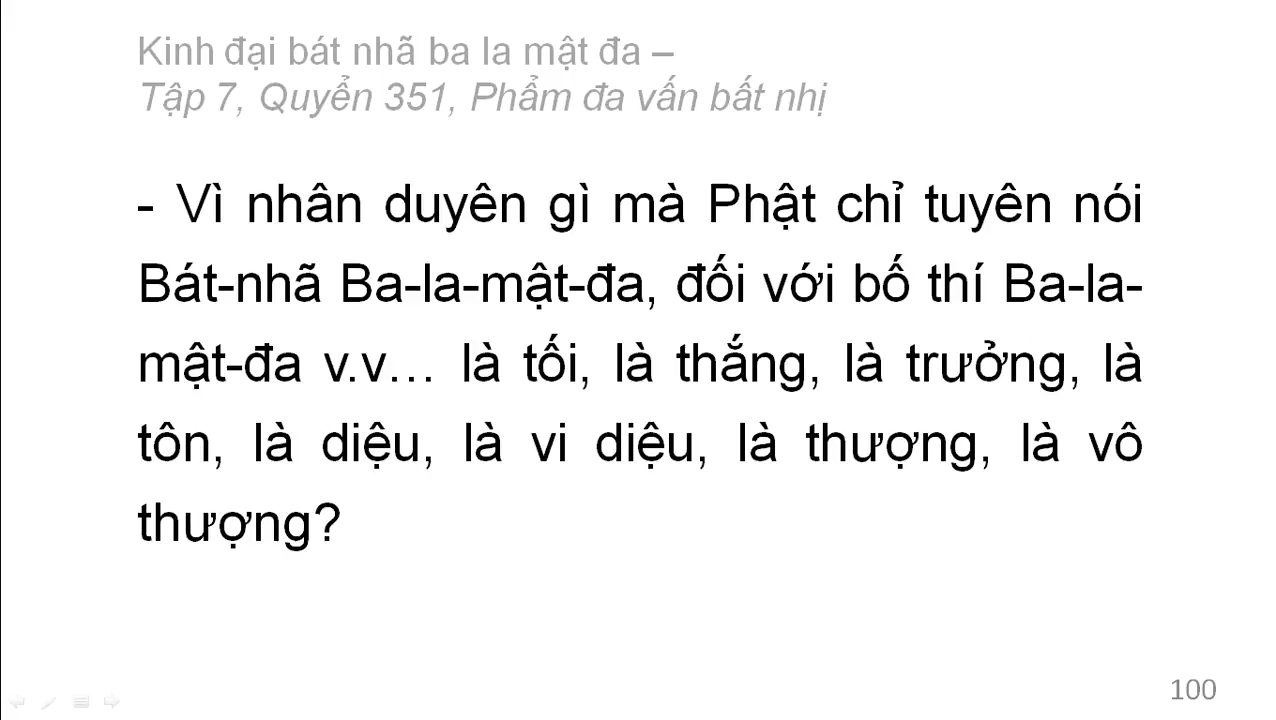 Kinh đại bát nhã ba la mật đa –
Tập 7, Quyển 351, Phẩm đa vấn bất nhị
- Vì nhân duyên gì mà Phật chỉ tuyên nói
Bát-nhã Ba-la-mật-đa, đối với bố thí Ba-la-
mật-đa v.v… là tối, là thắng, là trưởng, là
tôn, là diệu, là vi diệu, là thượng, là vô
thượng?
100